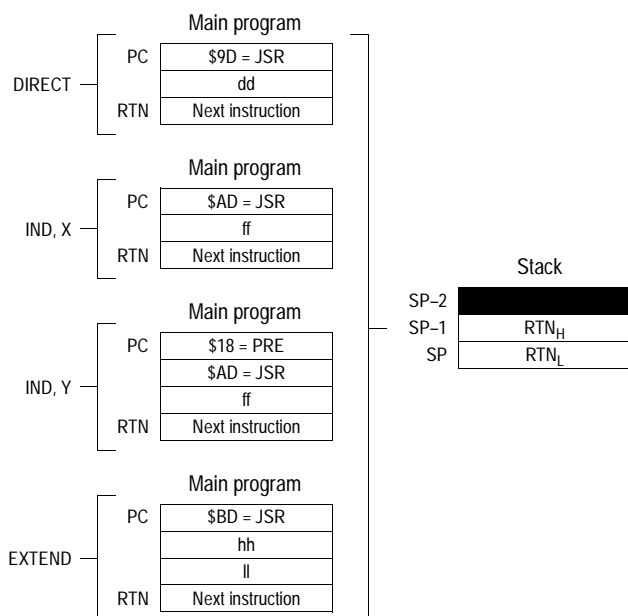 Main program
PC $9D = JSR
DIRECT dd
RTN Next instruction
Main program
PC $AD = JSR
IND, X ff
RTN Next instruction
Main program
PC $18 = PRE
$AD = JSR
IND, Y ff
RTN Next instruction
Main program
PC $BD = JSR
hh
EXTEND ll
RTN Next instruction
Stack
SP–2
SP–1 RTNH
SP RTNL